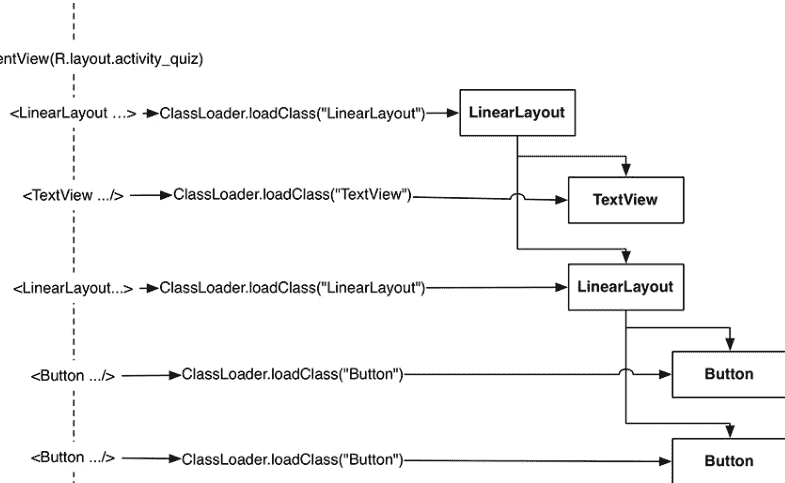 entView(R.layout.activity_quiz)
<LinearLayout ...> ClassLoader.loadClass("LinearLayout") LinearLayout
<TextView .../> ClassLoader.loadClass("TextView") TextView
<LinearLayout...> ClassLoader.loadClass("LinearLayout") LinearLayout
<Button .../> ClassLoader.loadClass("Button") Button
<Button .../> ClassLoader.loadClass("Button") Button